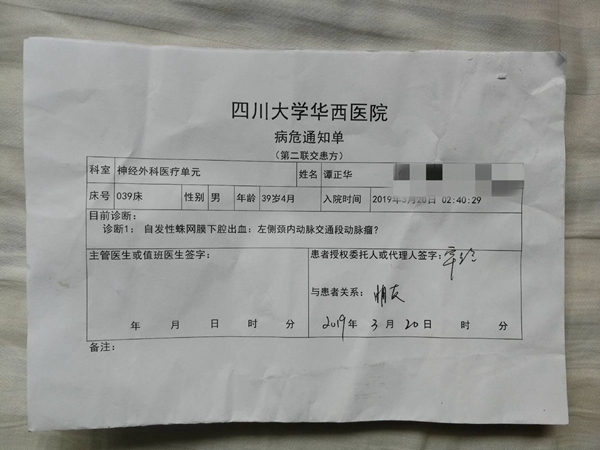 四川大学华西医院
病危通知单
（第二联交患方）
科室 神经外科医疗单元 姓名 谭正华
床号 039床 性别 男 年龄 39岁4月 入院时间 2019年3月20日 02:40:29
目前诊断：
诊断1： 自发性蛛网膜下腔出血：左侧颈内动脉交通段动脉瘤？
主管医生或值班医生签字： 患者授权委托人或代理人签字：
与患者关系： 朋友
年 月 日 时 分 2019年 3月 20日 时 分
备注：